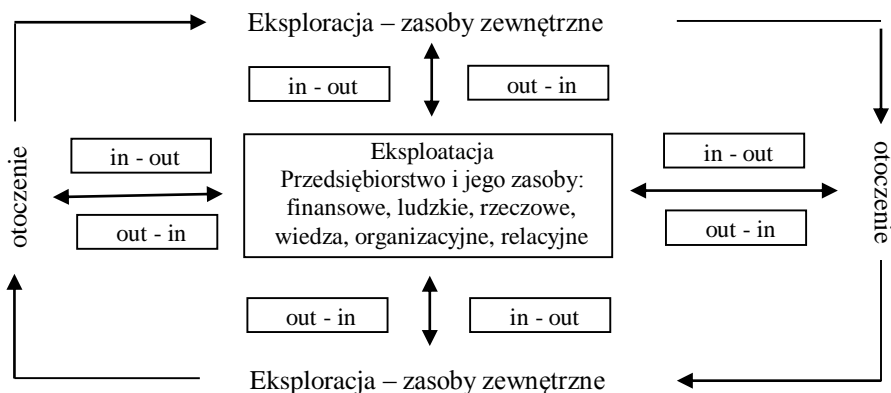 Eksploracja – zasoby zewnętrzne
in - out
out - in
otoczenie
in - out
out - in
Eksploatacja
Przedsiębiorstwo i jego zasoby:
finansowe, ludzkie, rzeczowe,
wiedza, organizacyjne, relacyjne
in - out
out - in
otoczenie
out - in
in - out
Eksploracja – zasoby zewnętrzne